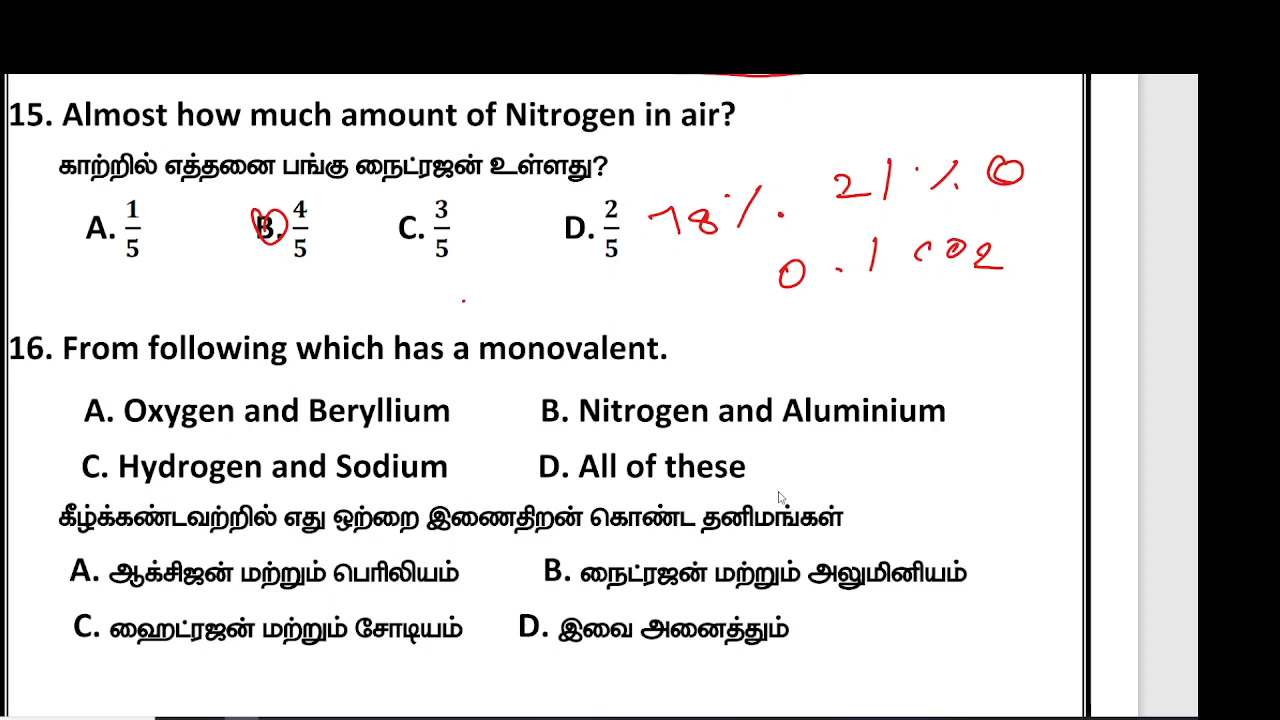 15. Almost how much amount of Nitrogen in air?
காற்றில் எத்தனை பங்கு நைட்ரஜன் உள்ளது?
A. 1/5 B. 4/5 C. 3/5 D. 2/5
78%. 21% O
0.1 CO2
16. From following which has a monovalent.
A. Oxygen and Beryllium B. Nitrogen and Aluminium
C. Hydrogen and Sodium D. All of these
கீழ்க்கண்டவற்றில் எது ஒற்றை இணைதிறன் கொண்ட தனிமங்கள்
A. ஆக்சிஜன் மற்றும் பெரிலியம் B. நைட்ரஜன் மற்றும் அலுமினியம்
C. ஹைட்ரஜன் மற்றும் சோடியம் D. இவை அனைத்தும்